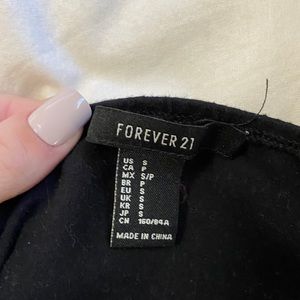 FOREVER 21
US S
CA P
MX S/P
BR P
EU S
UK S
KR S
JP S
CN 160/84A
MADE IN CHINA